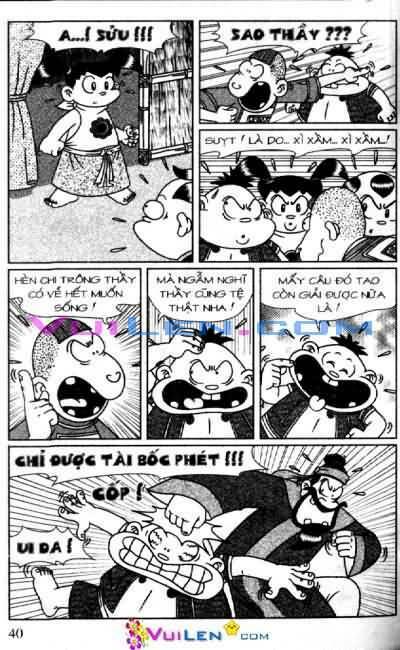 A...! SỬU !!!
SAO THẦY ???
SUỴT ! LÀ DO... XÌ XẦM... XÌ XẦM...!
HÈN CHI TRÔNG THẦY
CÓ VẺ HẾT MUỐN
SỐNG !
MÀ NGẪM NGHĨ
THẦY CŨNG TỆ
THẬT NHA !
MẤY CÂU ĐÓ TAO
CÒN GIẢI ĐƯỢC NỮA
LÀ !
VUILEN.COM
CHỈ ĐƯỢC TÀI BỐC PHÉT !!!
CỐP !
UI DA !
40
VUILEN.COM